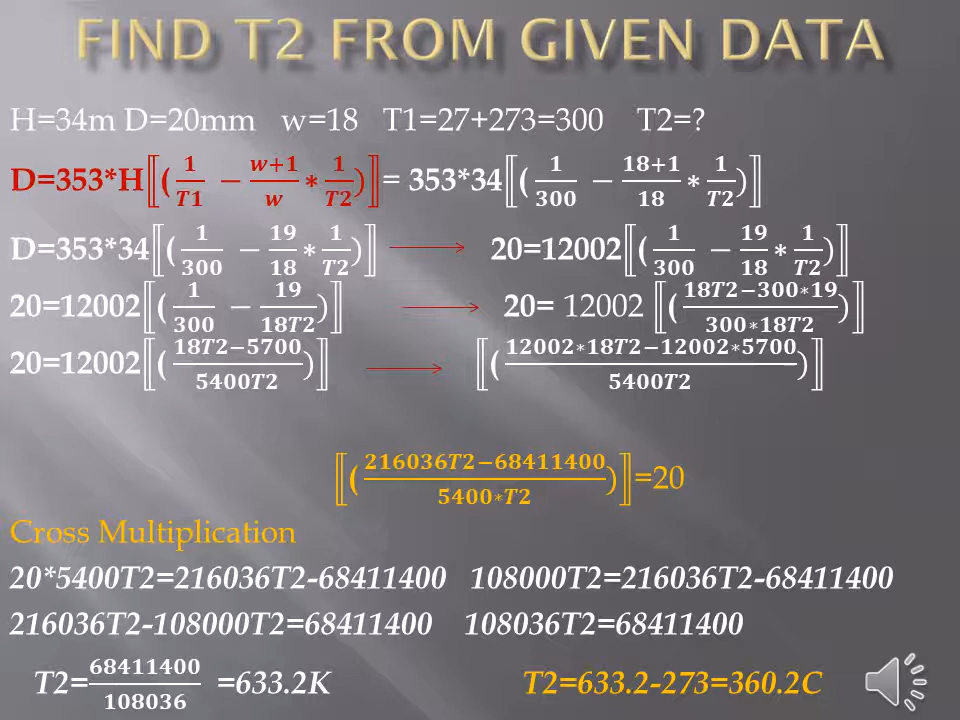 FIND T2 FROM GIVEN DATA
H=34m D=20mm w=18 T1=27+273=300 T2=?
D=353*H⟦(1/T1 − w+1/w * 1/T2)⟧= 353*34⟦(1/300 − 18+1/18 * 1/T2)⟧
D=353*34⟦(1/300 − 19/18 * 1/T2)⟧ → 20=12002⟦(1/300 − 19/18 * 1/T2)⟧
20=12002⟦(1/300 − 19/18T2)⟧ → 20= 12002 ⟦(18T2−300*19/300*18T2)⟧
20=12002⟦(18T2−5700/5400T2)⟧ → ⟦(12002*18T2−12002*5700/5400T2)⟧
⟦(216036T2−68411400/5400*T2)⟧=20
Cross Multiplication
20*5400T2=216036T2-68411400 108000T2=216036T2-68411400
216036T2-108000T2=68411400 108036T2=68411400
T2=68411400/108036 =633.2K T2=633.2-273=360.2C